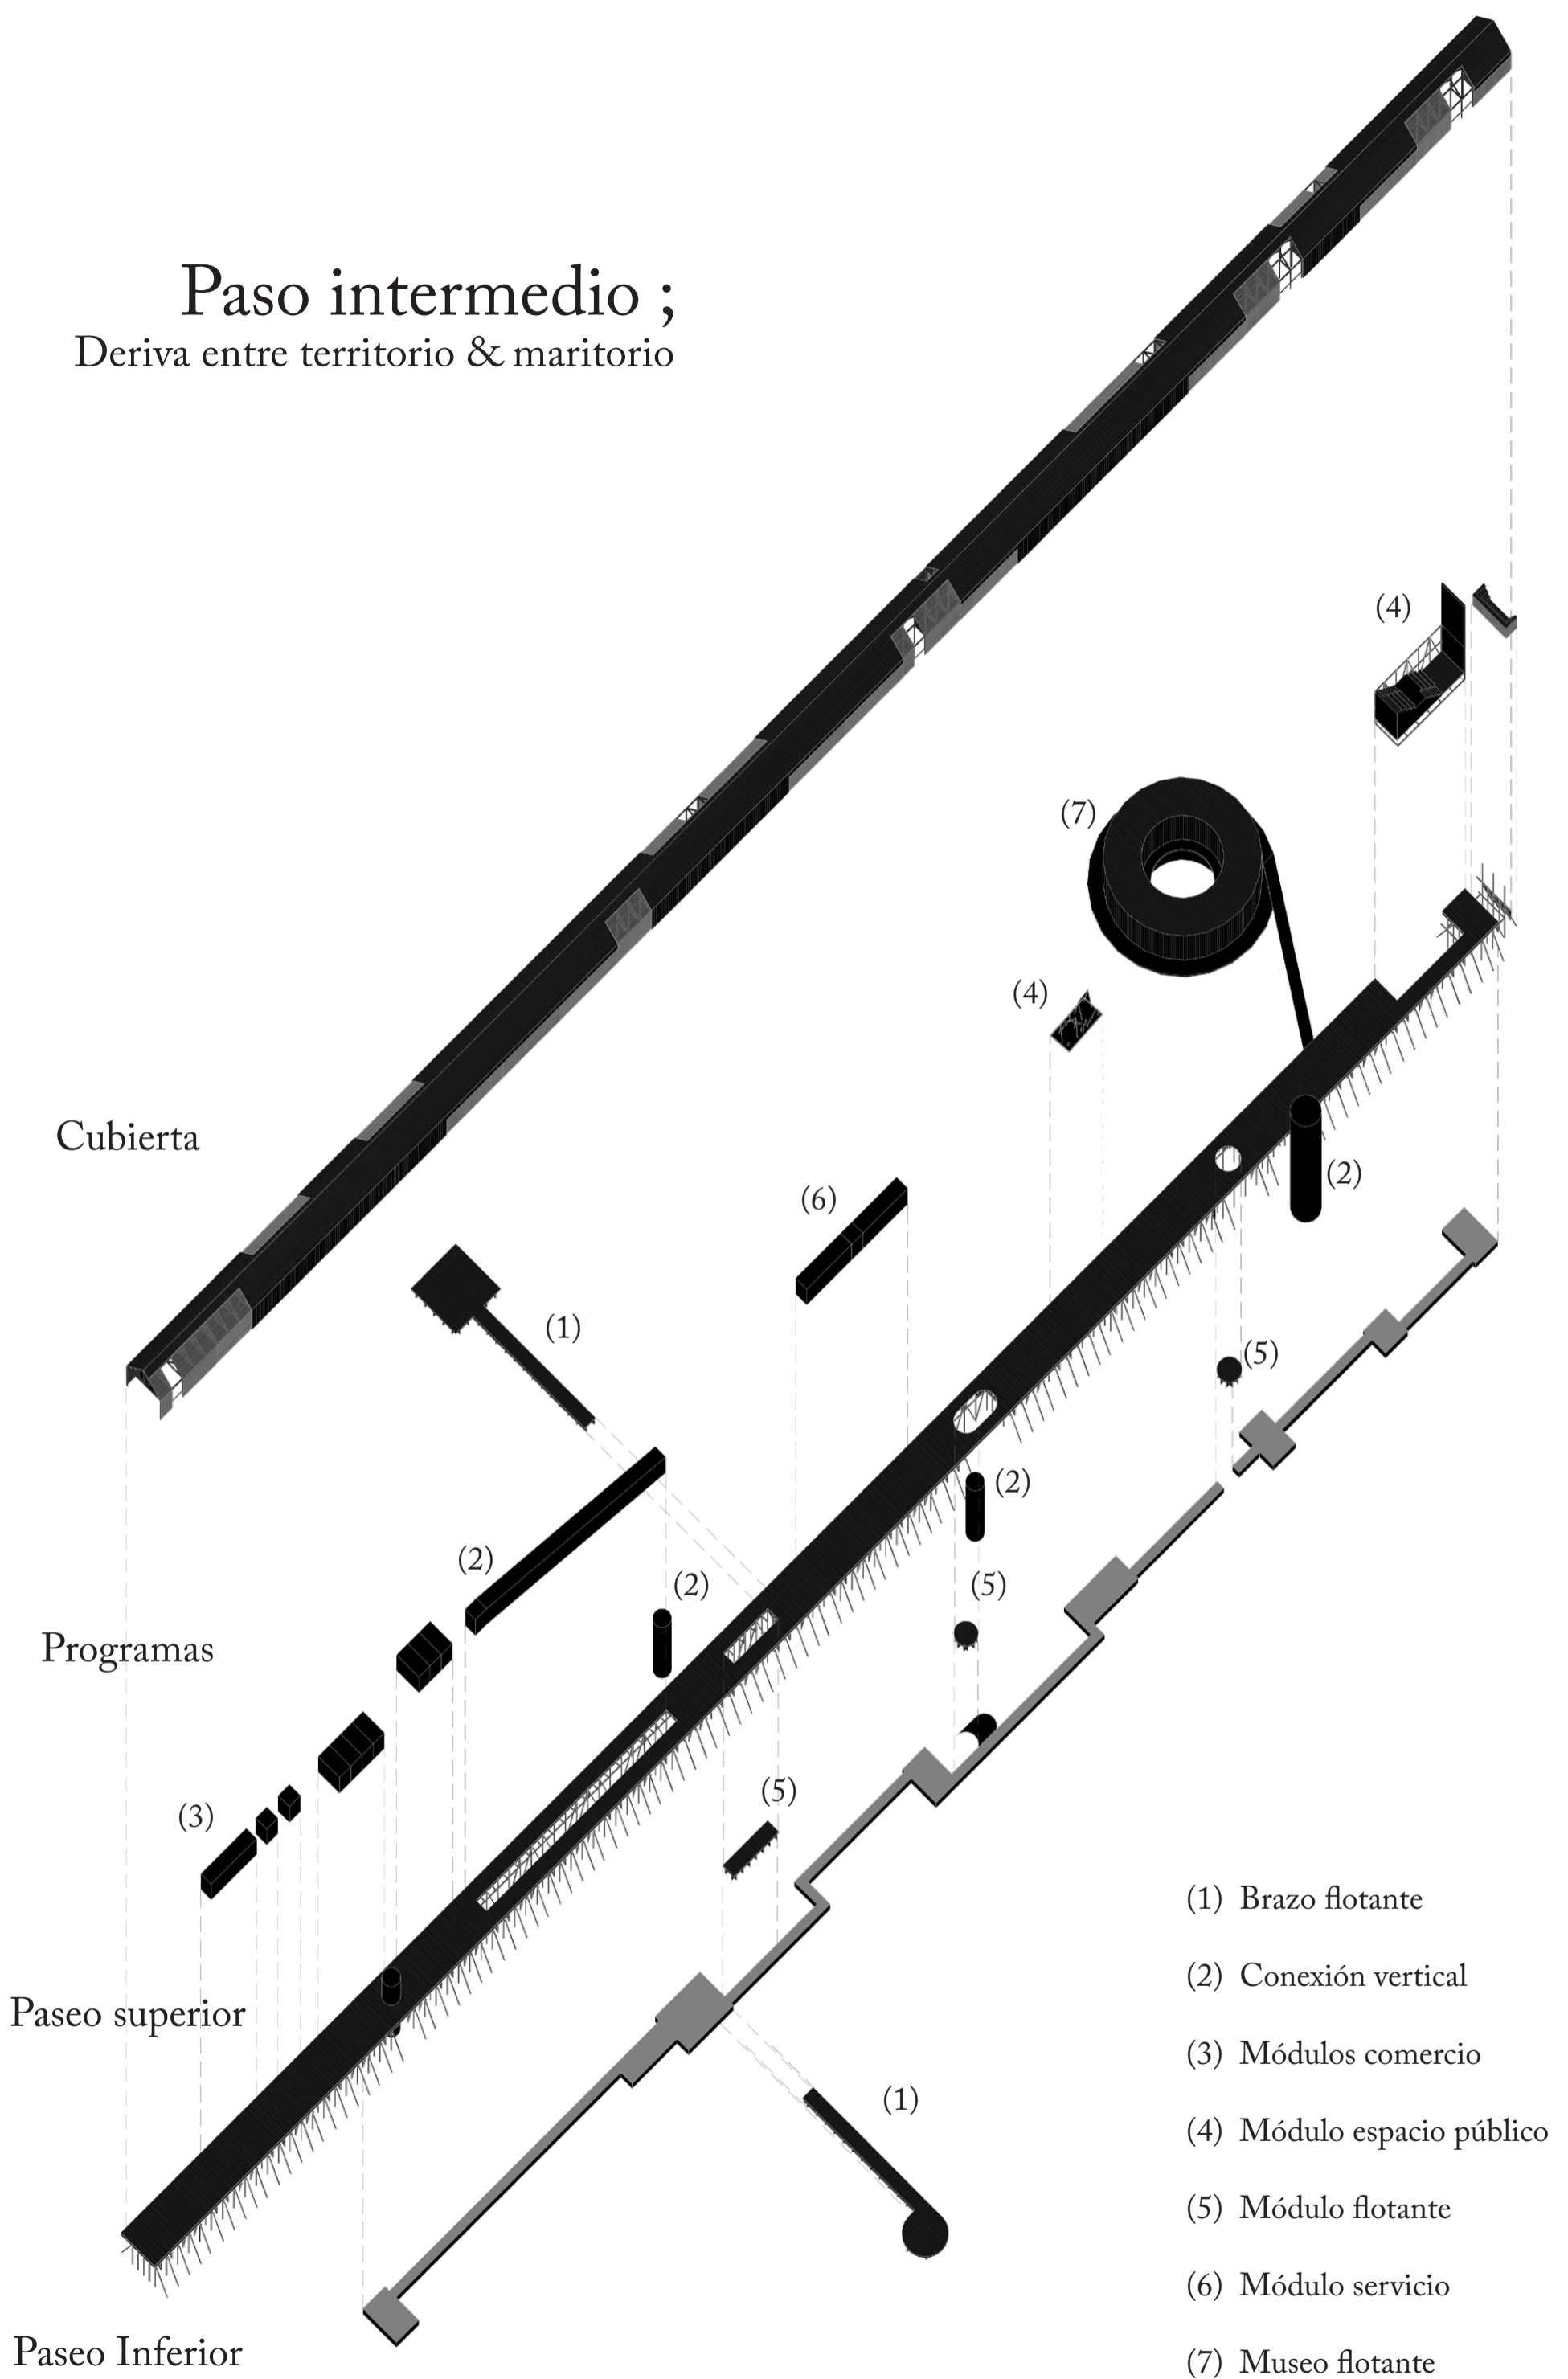 Paso intermedio ;
Deriva entre territorio & maritorio
(4)
(7)
(4)
Cubierta
(2)
(6)
(1)
(5)
(2)
(2)
(2)
(5)
Programas
(5)
(3)
Paseo superior
(1)
Paseo Inferior
(1) Brazo flotante
(2) Conexión vertical
(3) Módulos comercio
(4) Módulo espacio público
(5) Módulo flotante
(6) Módulo servicio
(7) Museo flotante